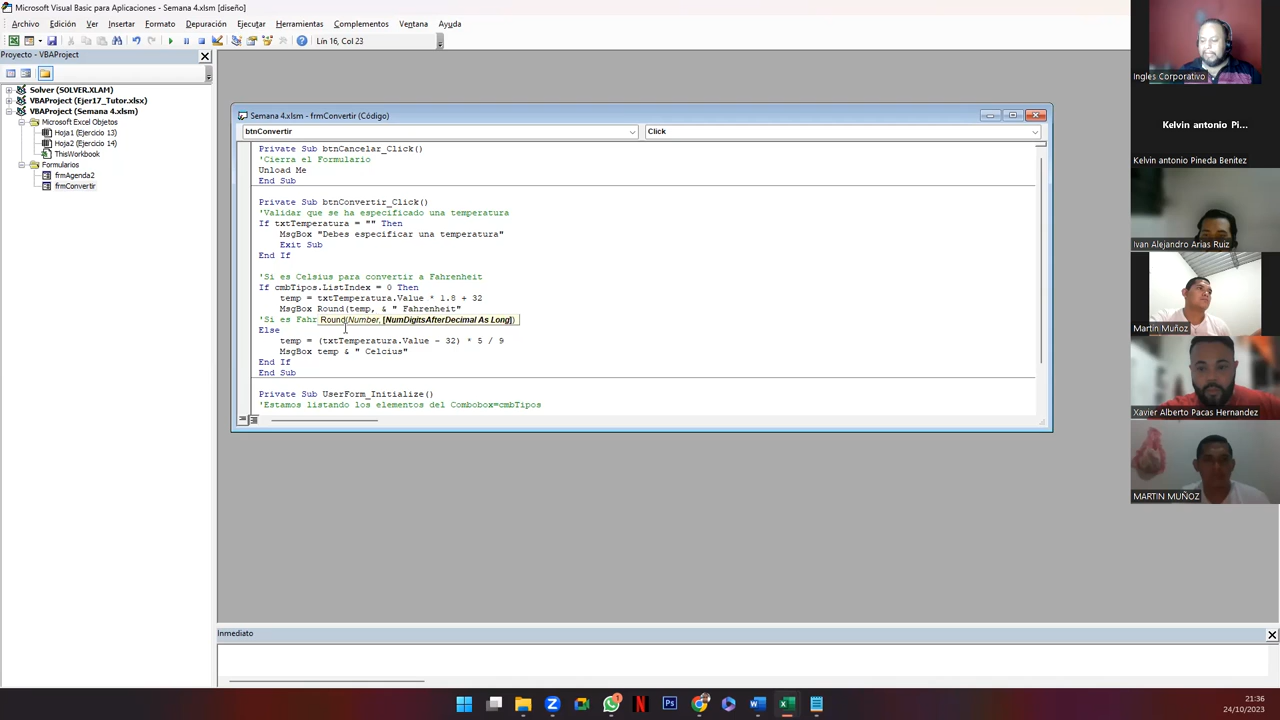 Microsoft Visual Basic para Aplicaciones - Semana 4.xlsm [diseño]
Archivo Edición Ver Insertar Formato Depuración Ejecutar Herramientas Complementos Ventana Ayuda
Lín 16, Col 23
Proyecto - VBAProject
Solver (SOLVER.XLAM)
VBAProject (Ejer17_Tutor.xlsx)
VBAProject (Semana 4.xlsm)
Microsoft Excel Objetos
Hoja1 (Ejercicio 13)
Hoja2 (Ejercicio 14)
ThisWorkbook
Formularios
frmAgenda2
frmConvertir
Semana 4.xlsm - frmConvertir (Código)
btnConvertir
Click
Private Sub btnCancelar_Click()
'Cierra el Formulario
Unload Me
End Sub
Private Sub btnConvertir_Click()
'Validar que se ha especificado una temperatura
If txtTemperatura = "" Then
MsgBox "Debes especificar una temperatura"
Exit Sub
End If
'Si es Celsius para convertir a Fahrenheit
If cmbTipos.ListIndex = 0 Then
temp = txtTemperatura.Value * 1.8 + 32
MsgBox Round(temp, & " Fahrenheit"
'Si es Fahr
Round(Number, [NumDigitsAfterDecimal As Long])
Else
temp = (txtTemperatura.Value - 32) * 5 / 9
MsgBox temp & " Celcius"
End If
End Sub
Private Sub UserForm_Initialize()
'Estamos listando los elementos del Combobox=cmbTipos
Inmediato
Ingles Corporativo
Kelvin antonio Pi...
Kelvin antonio Pineda Benitez
Ivan Alejandro Arias Ruiz
Martin Muñoz
Xavier Alberto Pacas Hernandez
MARTIN MUÑOZ
21:36
24/10/2023